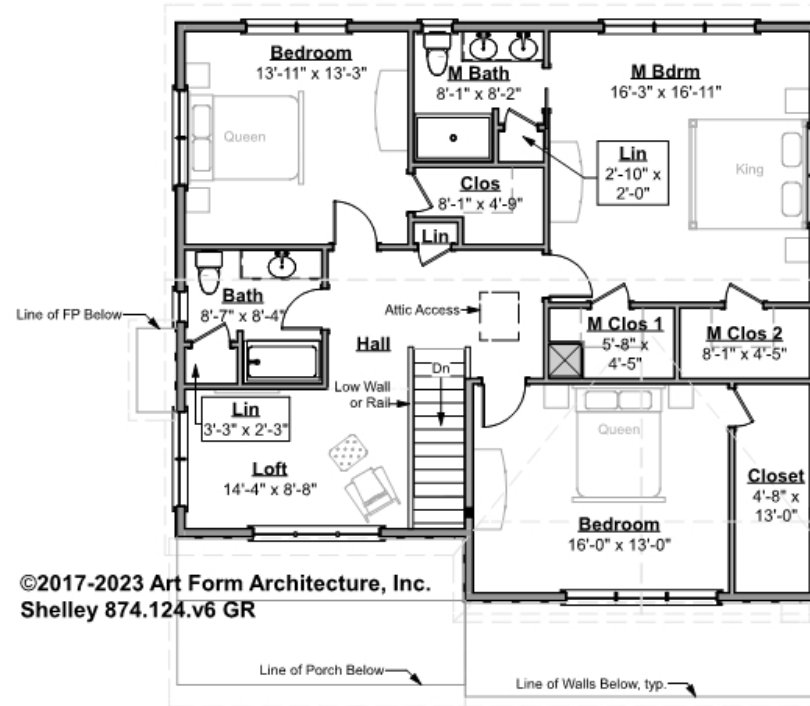 Bedroom
13'-11" x 13'-3"
Queen
M Bath
8'-1" x 8'-2"
M Bdrm
16'-3" x 16'-11"
King
Lin
2'-10" x
2'-0"
Clos
8'-1" x 4'-9"
Lin
Bath
8'-7" x 8'-4"
Line of FP Below
Attic Access
Hall
M Clos 1
5'-8" x
4'-5"
M Clos 2
8'-1" x 4'-5"
Dn
Low Wall
or Rail
Lin
3'-3" x 2'-3"
Loft
14'-4" x 8'-8"
Queen
Bedroom
16'-0" x 13'-0"
Closet
4'-8" x
13'-0"
©2017-2023 Art Form Architecture, Inc.
Shelley 874.124.v6 GR
Line of Porch Below
Line of Walls Below, typ.